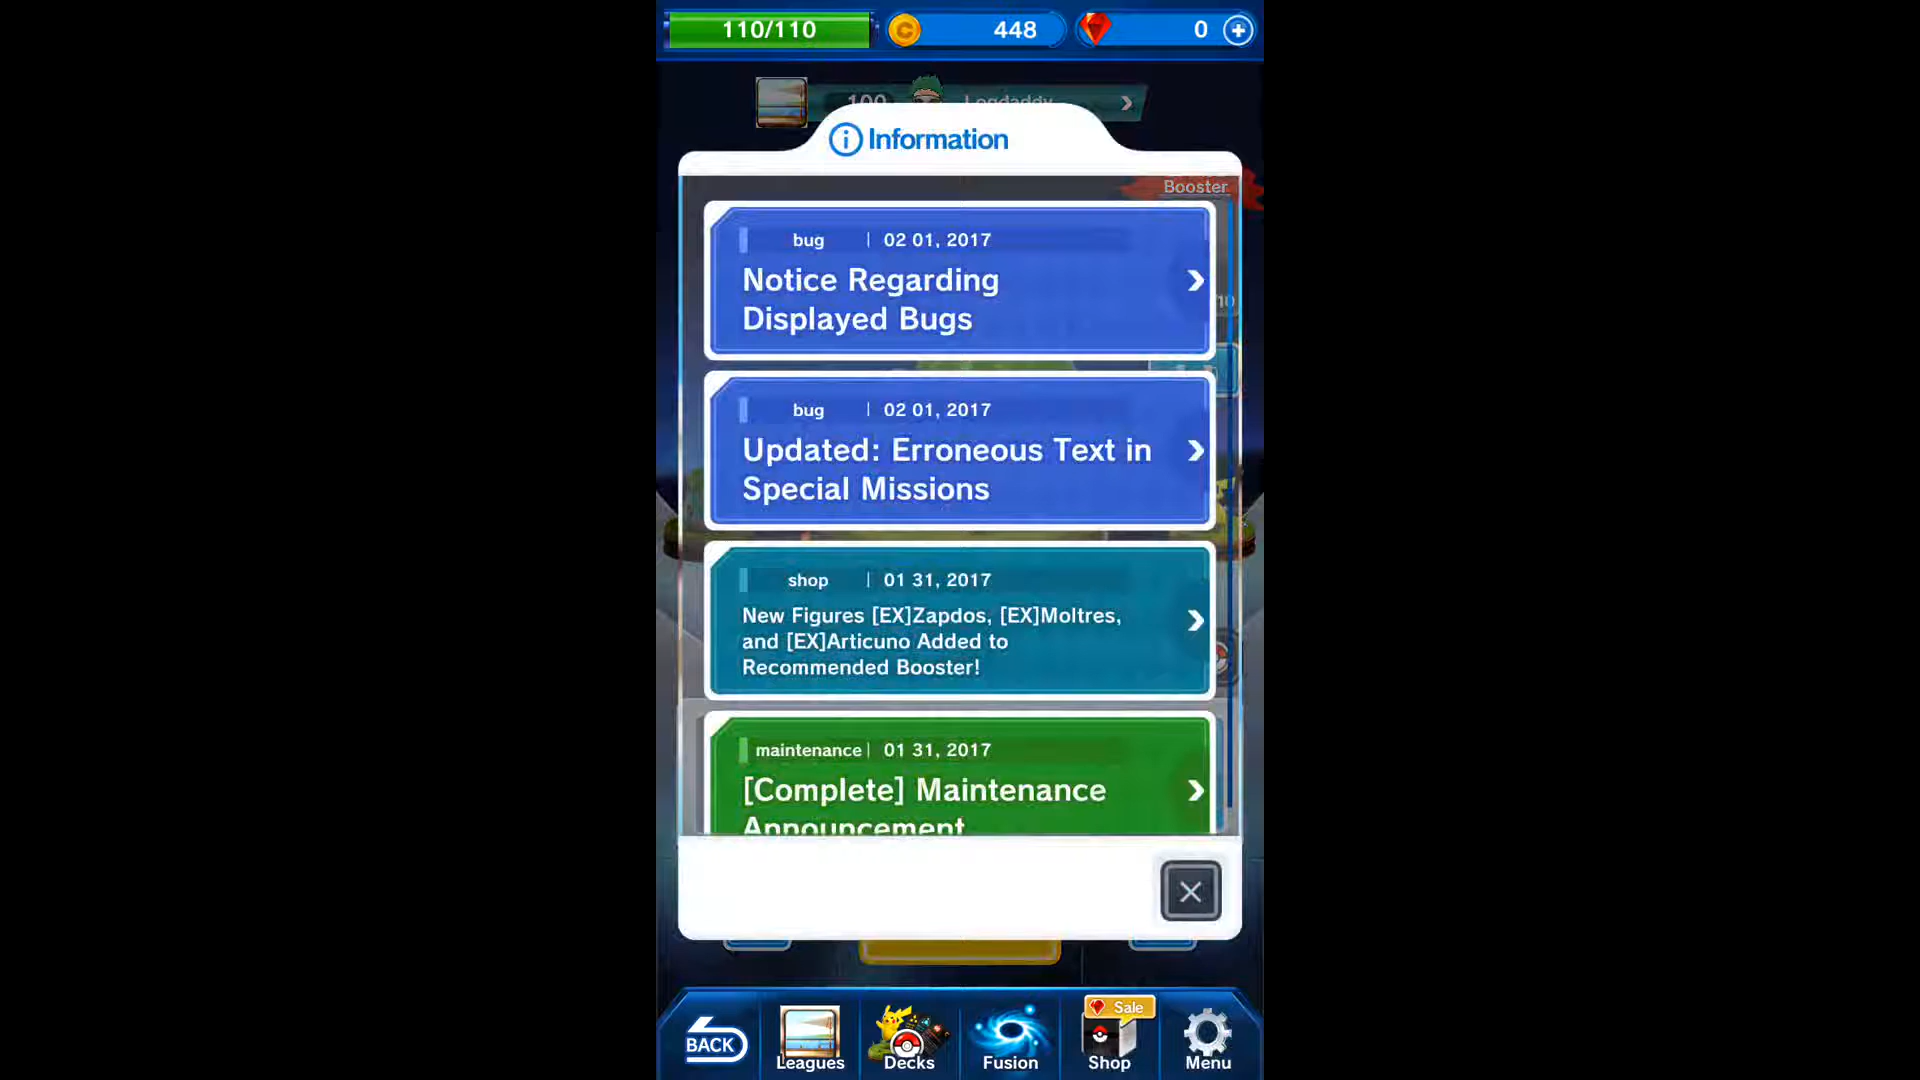 110/110
448
0
100
Logdaddy
Information
Booster
bug | 02 01, 2017
Notice Regarding
Displayed Bugs
bug | 02 01, 2017
Updated: Erroneous Text in
Special Missions
shop | 01 31, 2017
New Figures [EX]Zapdos, [EX]Moltres,
and [EX]Articuno Added to
Recommended Booster!
maintenance | 01 31, 2017
[Complete] Maintenance
Announcement
Sale
BACK
Leagues
Decks
Fusion
Shop
Menu